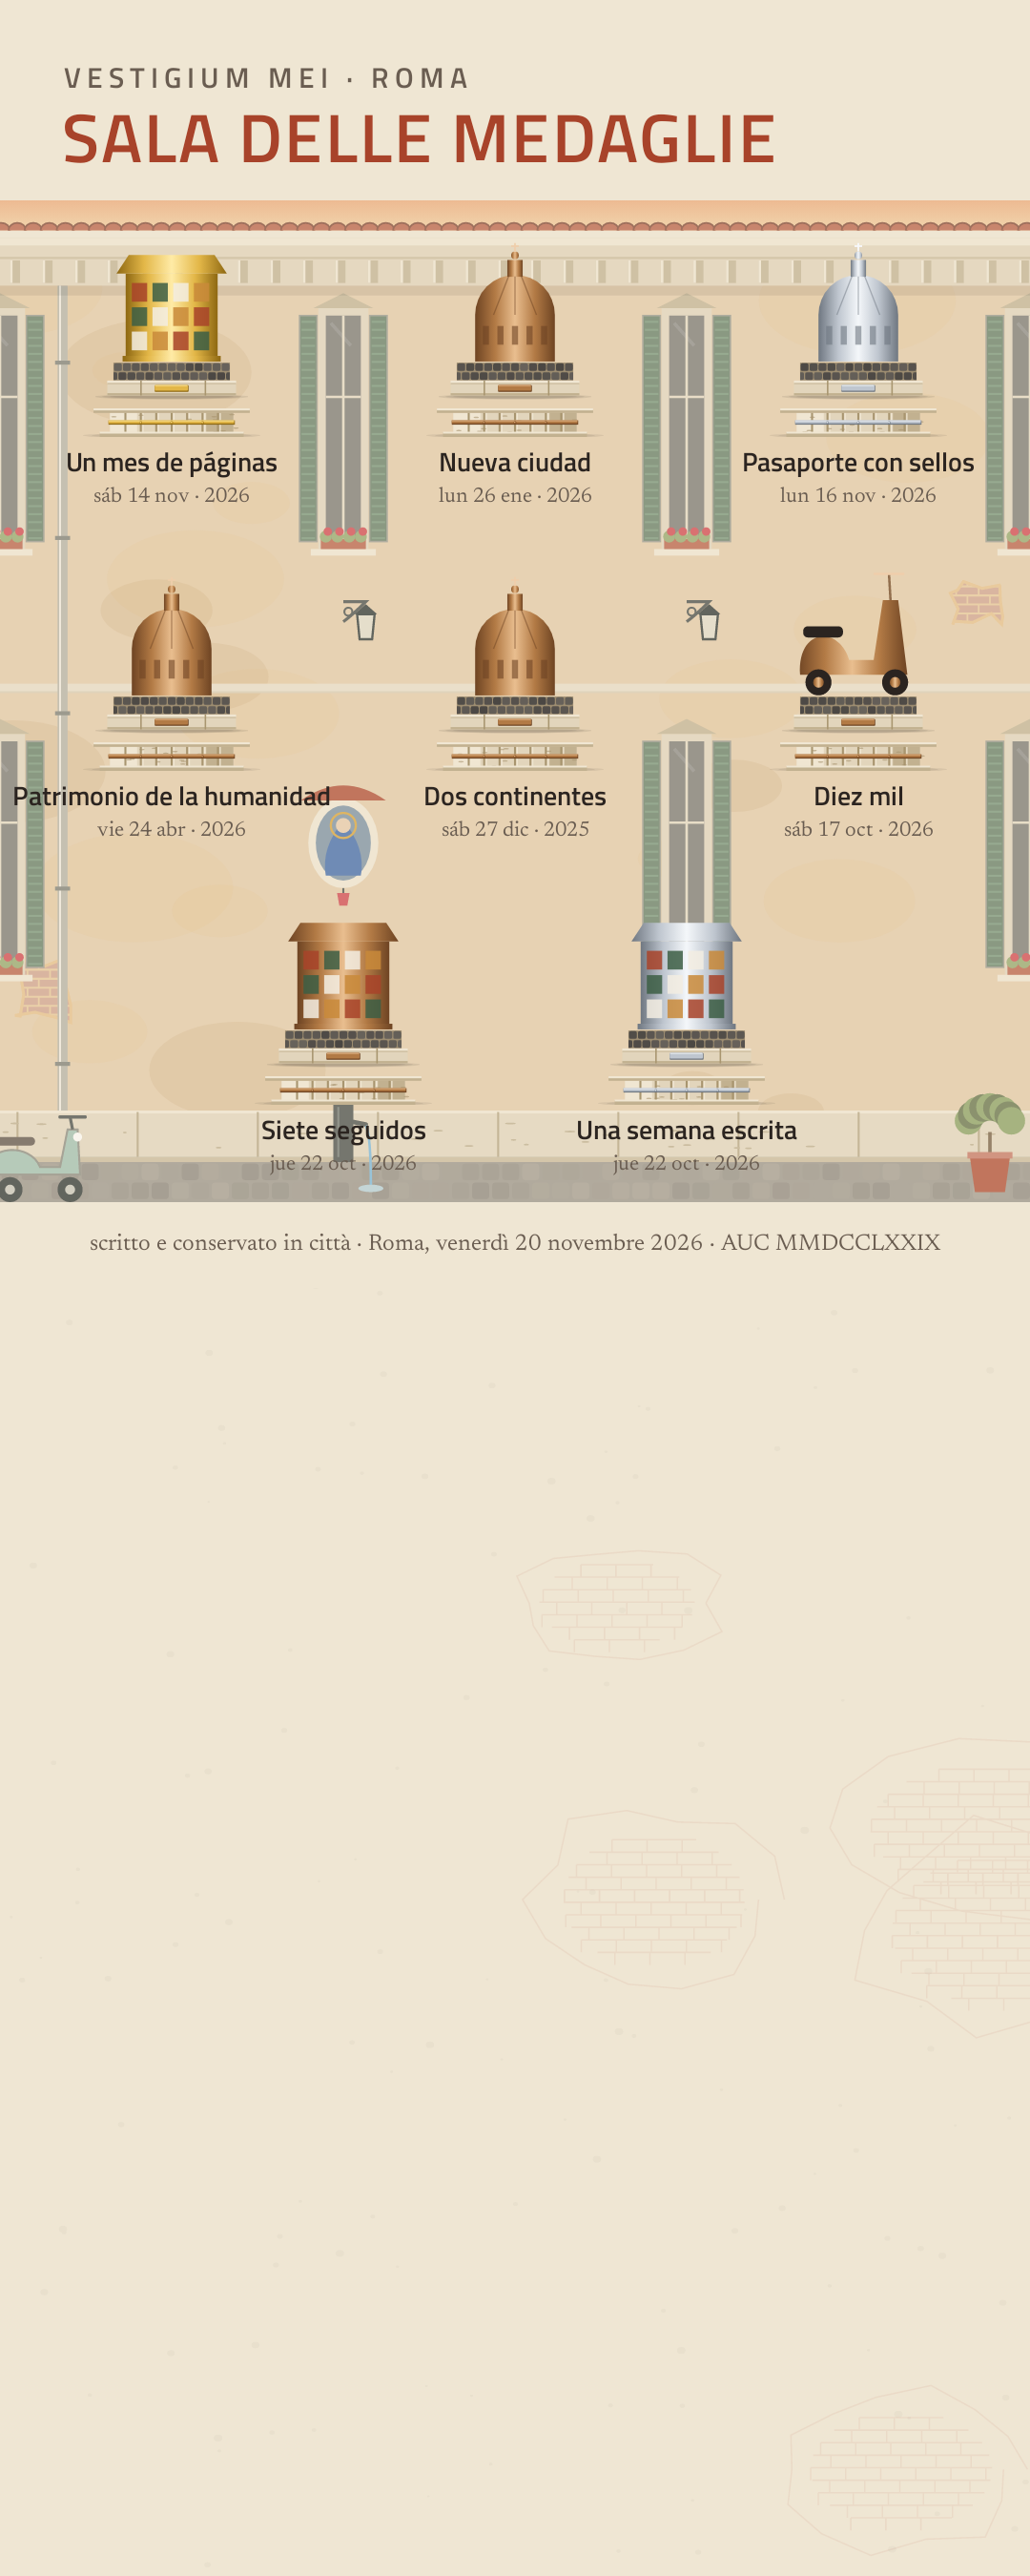 VESTIGIUM MEI · ROMA
SALA DELLE MEDAGLIE
Un mes de páginas
sáb 14 nov · 2026
Nueva ciudad
lun 26 ene · 2026
Pasaporte con sellos
lun 16 nov · 2026
Patrimonio de la humanidad
vie 24 abr · 2026
Dos continentes
sáb 27 dic · 2025
Diez mil
sáb 17 oct · 2026
Siete seguidos
jue 22 oct · 2026
Una semana escrita
jue 22 oct · 2026
scritto e conservato in città · Roma, venerdì 20 novembre 2026 · AUC MMDCCLXXIX